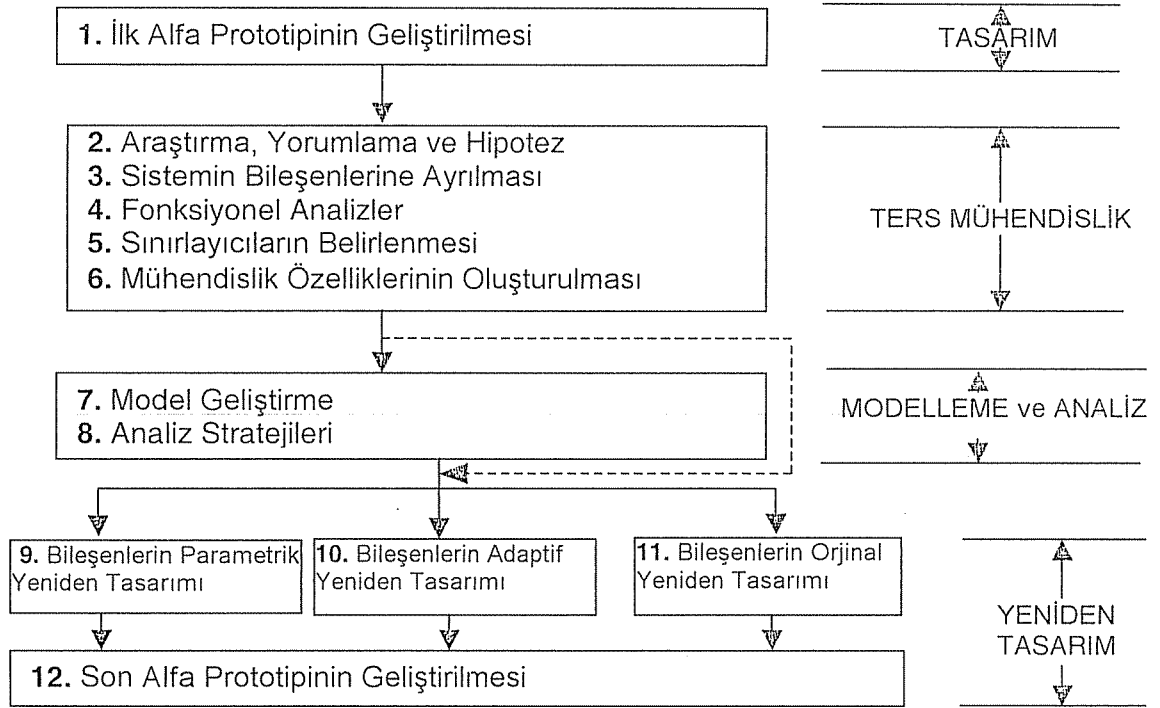 1. İlk Alfa Prototipinin Geliştirilmesi
TASARIM
2. Araştırma, Yorumlama ve Hipotez
3. Sistemin Bileşenlerine Ayrılması
4. Fonksiyonel Analizler
5. Sınırlayıcıların Belirlenmesi
6. Mühendislik Özelliklerinin Oluşturulması
TERS MÜHENDİSLİK
7. Model Geliştirme
8. Analiz Stratejileri
MODELLEME ve ANALİZ
9. Bileşenlerin Parametrik
Yeniden Tasarımı
10. Bileşenlerin Adaptif
Yeniden Tasarımı
11. Bileşenlerin Orjinal
Yeniden Tasarımı
YENİDEN
TASARIM
12. Son Alfa Prototipinin Geliştirilmesi